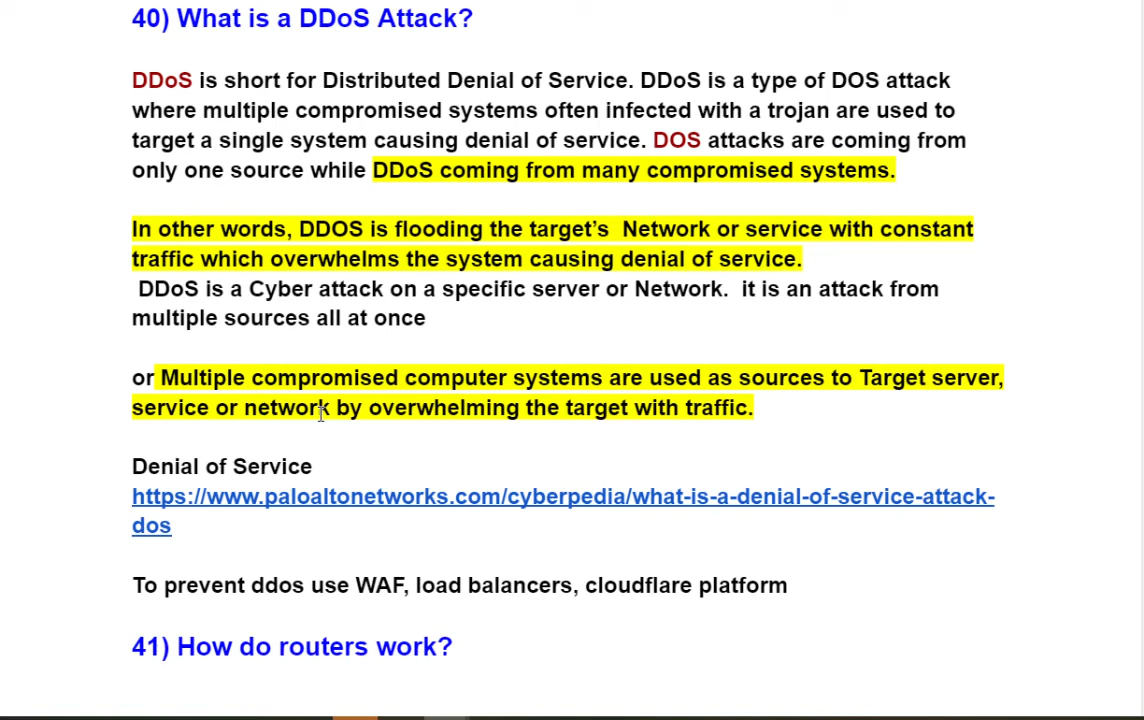 40) What is a DDoS Attack?
DDoS is short for Distributed Denial of Service. DDoS is a type of DOS attack
where multiple compromised systems often infected with a trojan are used to
target a single system causing denial of service. DOS attacks are coming from
only one source while DDoS coming from many compromised systems.
In other words, DDOS is flooding the target’s  Network or service with constant
traffic which overwhelms the system causing denial of service.
DDoS is a Cyber attack on a specific server or Network.  it is an attack from
multiple sources all at once
or Multiple compromised computer systems are used as sources to Target server,
service or network by overwhelming the target with traffic.
Denial of Service
https://www.paloaltonetworks.com/cyberpedia/what-is-a-denial-of-service-attack-
dos
To prevent ddos use WAF, load balancers, cloudflare platform
41) How do routers work?